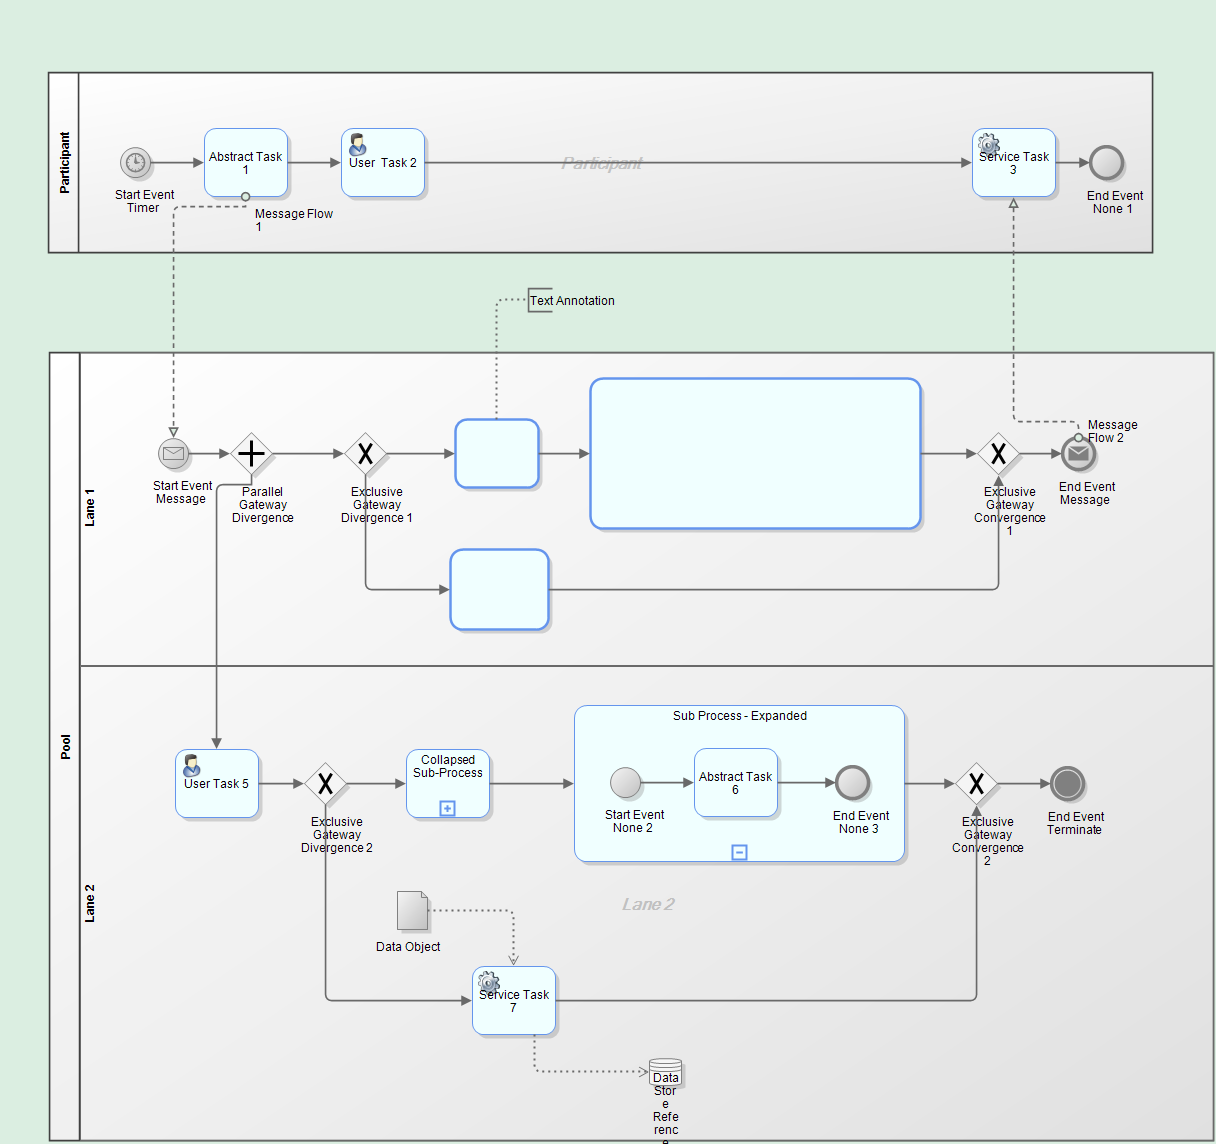 Participant
Abstract Task
1
User Task 2
Participant
Service Task
3
Start Event
Timer
Message Flow
1
End Event
None 1
Text Annotation
Pool
Lane 1
Start Event
Message
Parallel
Gateway
Divergence
Exclusive
Gateway
Divergence 1
Exclusive
Gateway
Convergence
1
Message
Flow 2
End Event
Message
Lane 2
User Task 5
Exclusive
Gateway
Divergence 2
Collapsed
Sub-Process
Sub Process - Expanded
Start Event
None 2
Abstract Task
6
End Event
None 3
Exclusive
Gateway
Convergence
2
End Event
Terminate
Lane 2
Data Object
Service Task
7
Data
Stor
e
Refe
renc
e